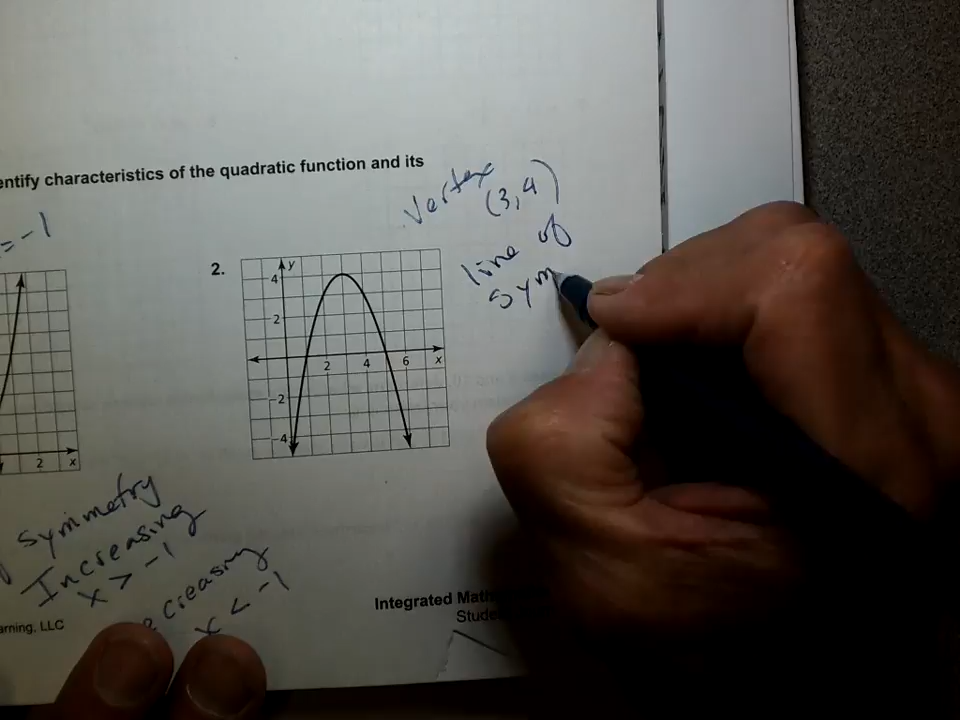 entify characteristics of the quadratic function and its
= -1
vertex
(3,4)
line of
sym
2.
y
4
2
2
4
6
x
-2
-4
2
x
symmetry
Increasing
x > -1
ecreasing
x < -1
arning, LLC
Integrated Math
Stude